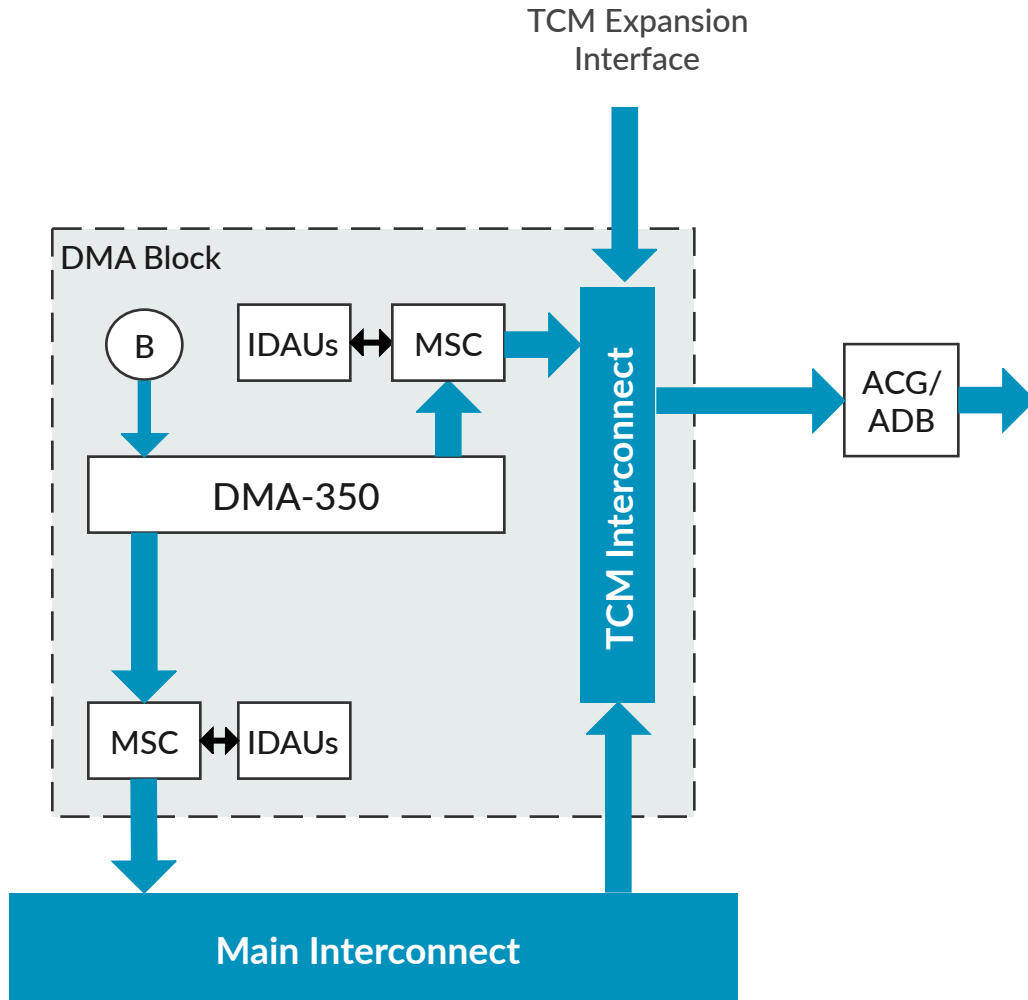 TCM Expansion
Interface
DMA Block
B
IDAUs
MSC
TCM Interconnect
ACG/
ADB
DMA-350
MSC
IDAUs
Main Interconnect